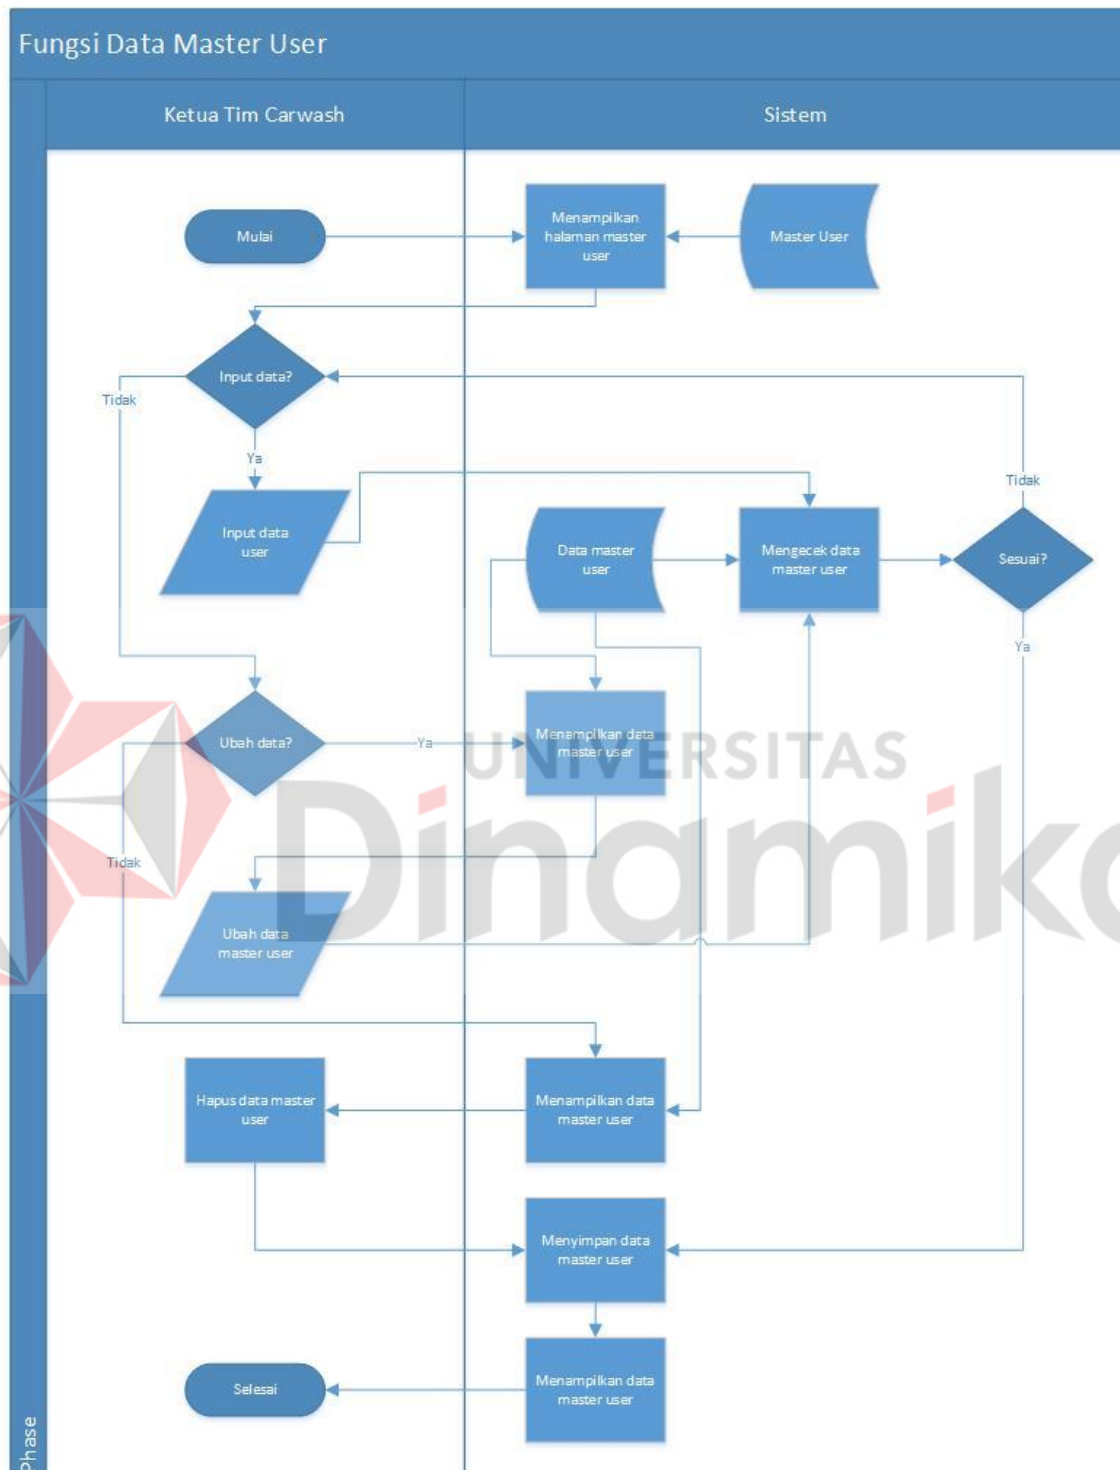 Fungsi Data Master User
Ketua Tim Carwash
Sistem
Mulai
Menampilkan
halaman master
user
Master User
Input data?
Tidak
Ya
Input data
user
Data master
user
Mengecek data
master user
Tidak
Sesuai?
Ya
Ubah data?
Ya
Menampilkan data
master user
UNIVERSITAS
Dinamika
Tidak
Ubah data
master user
Hapus data master
user
Menampilkan data
master user
Menyimpan data
master user
Selesai
Menampilkan data
master user
Phase